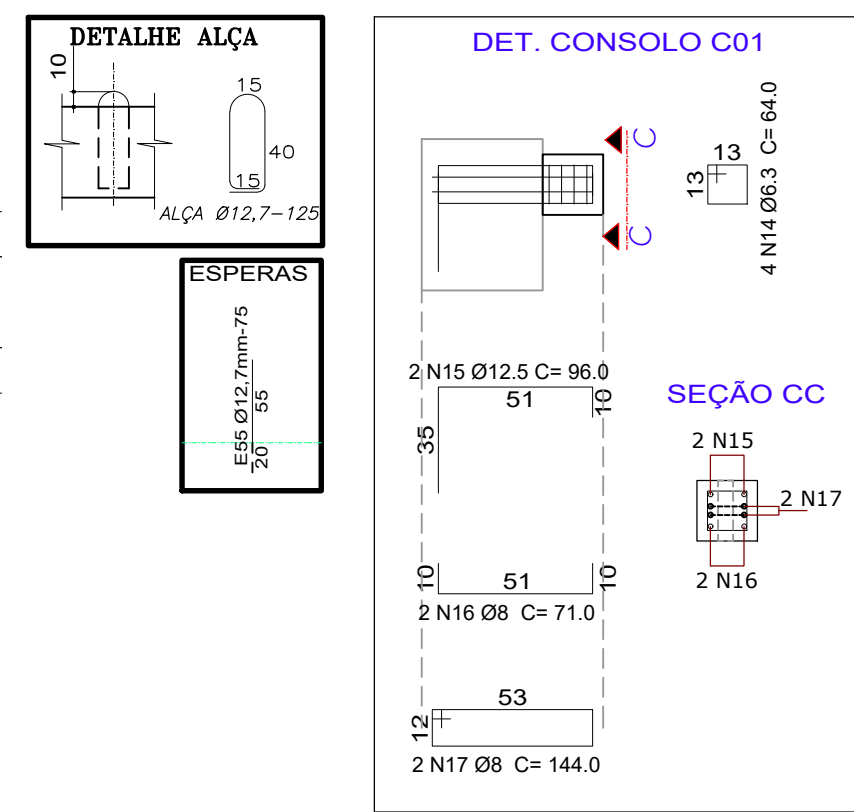 DETALHE ALÇA
10
15
40
15
ALÇA Ø12,7-125
ESPERAS
E55 Ø12,7mm-75
55
20
DET. CONSOLO C01
C
C
13
13
4 N14 Ø6.3 C= 64.0
2 N15 Ø12.5 C= 96.0
51
10
35
10
51
10
2 N16 Ø8 C= 71.0
53
12
2 N17 Ø8 C= 144.0
SEÇÃO CC
2 N15
2 N17
2 N16